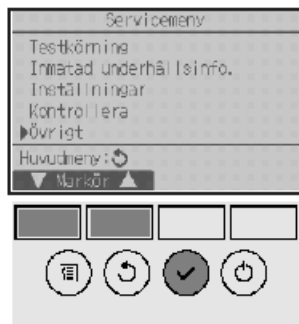 Servicemeny
Testkörning
Inmatad underhållsinfo.
Inställningar
Kontrollera
▶Övrigt
Huvudmeny:
▼ Markör ▲